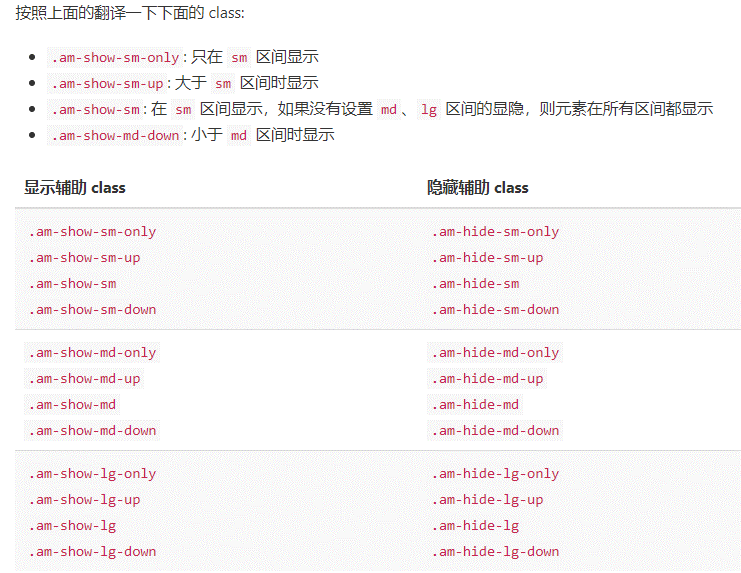 按照上面的翻译一下下面的 class:
.am-show-sm-only : 只在 sm 区间显示
.am-show-sm-up : 大于 sm 区间时显示
.am-show-sm : 在 sm 区间显示，如果没有设置 md 、 lg 区间的显隐，则元素在所有区间都显示
.am-show-md-down : 小于 md 区间时显示
显示辅助 class 隐藏辅助 class
.am-show-sm-only .am-hide-sm-only
.am-show-sm-up .am-hide-sm-up
.am-show-sm .am-hide-sm
.am-show-sm-down .am-hide-sm-down
.am-show-md-only .am-hide-md-only
.am-show-md-up .am-hide-md-up
.am-show-md .am-hide-md
.am-show-md-down .am-hide-md-down
.am-show-lg-only .am-hide-lg-only
.am-show-lg-up .am-hide-lg-up
.am-show-lg .am-hide-lg
.am-show-lg-down .am-hide-lg-down